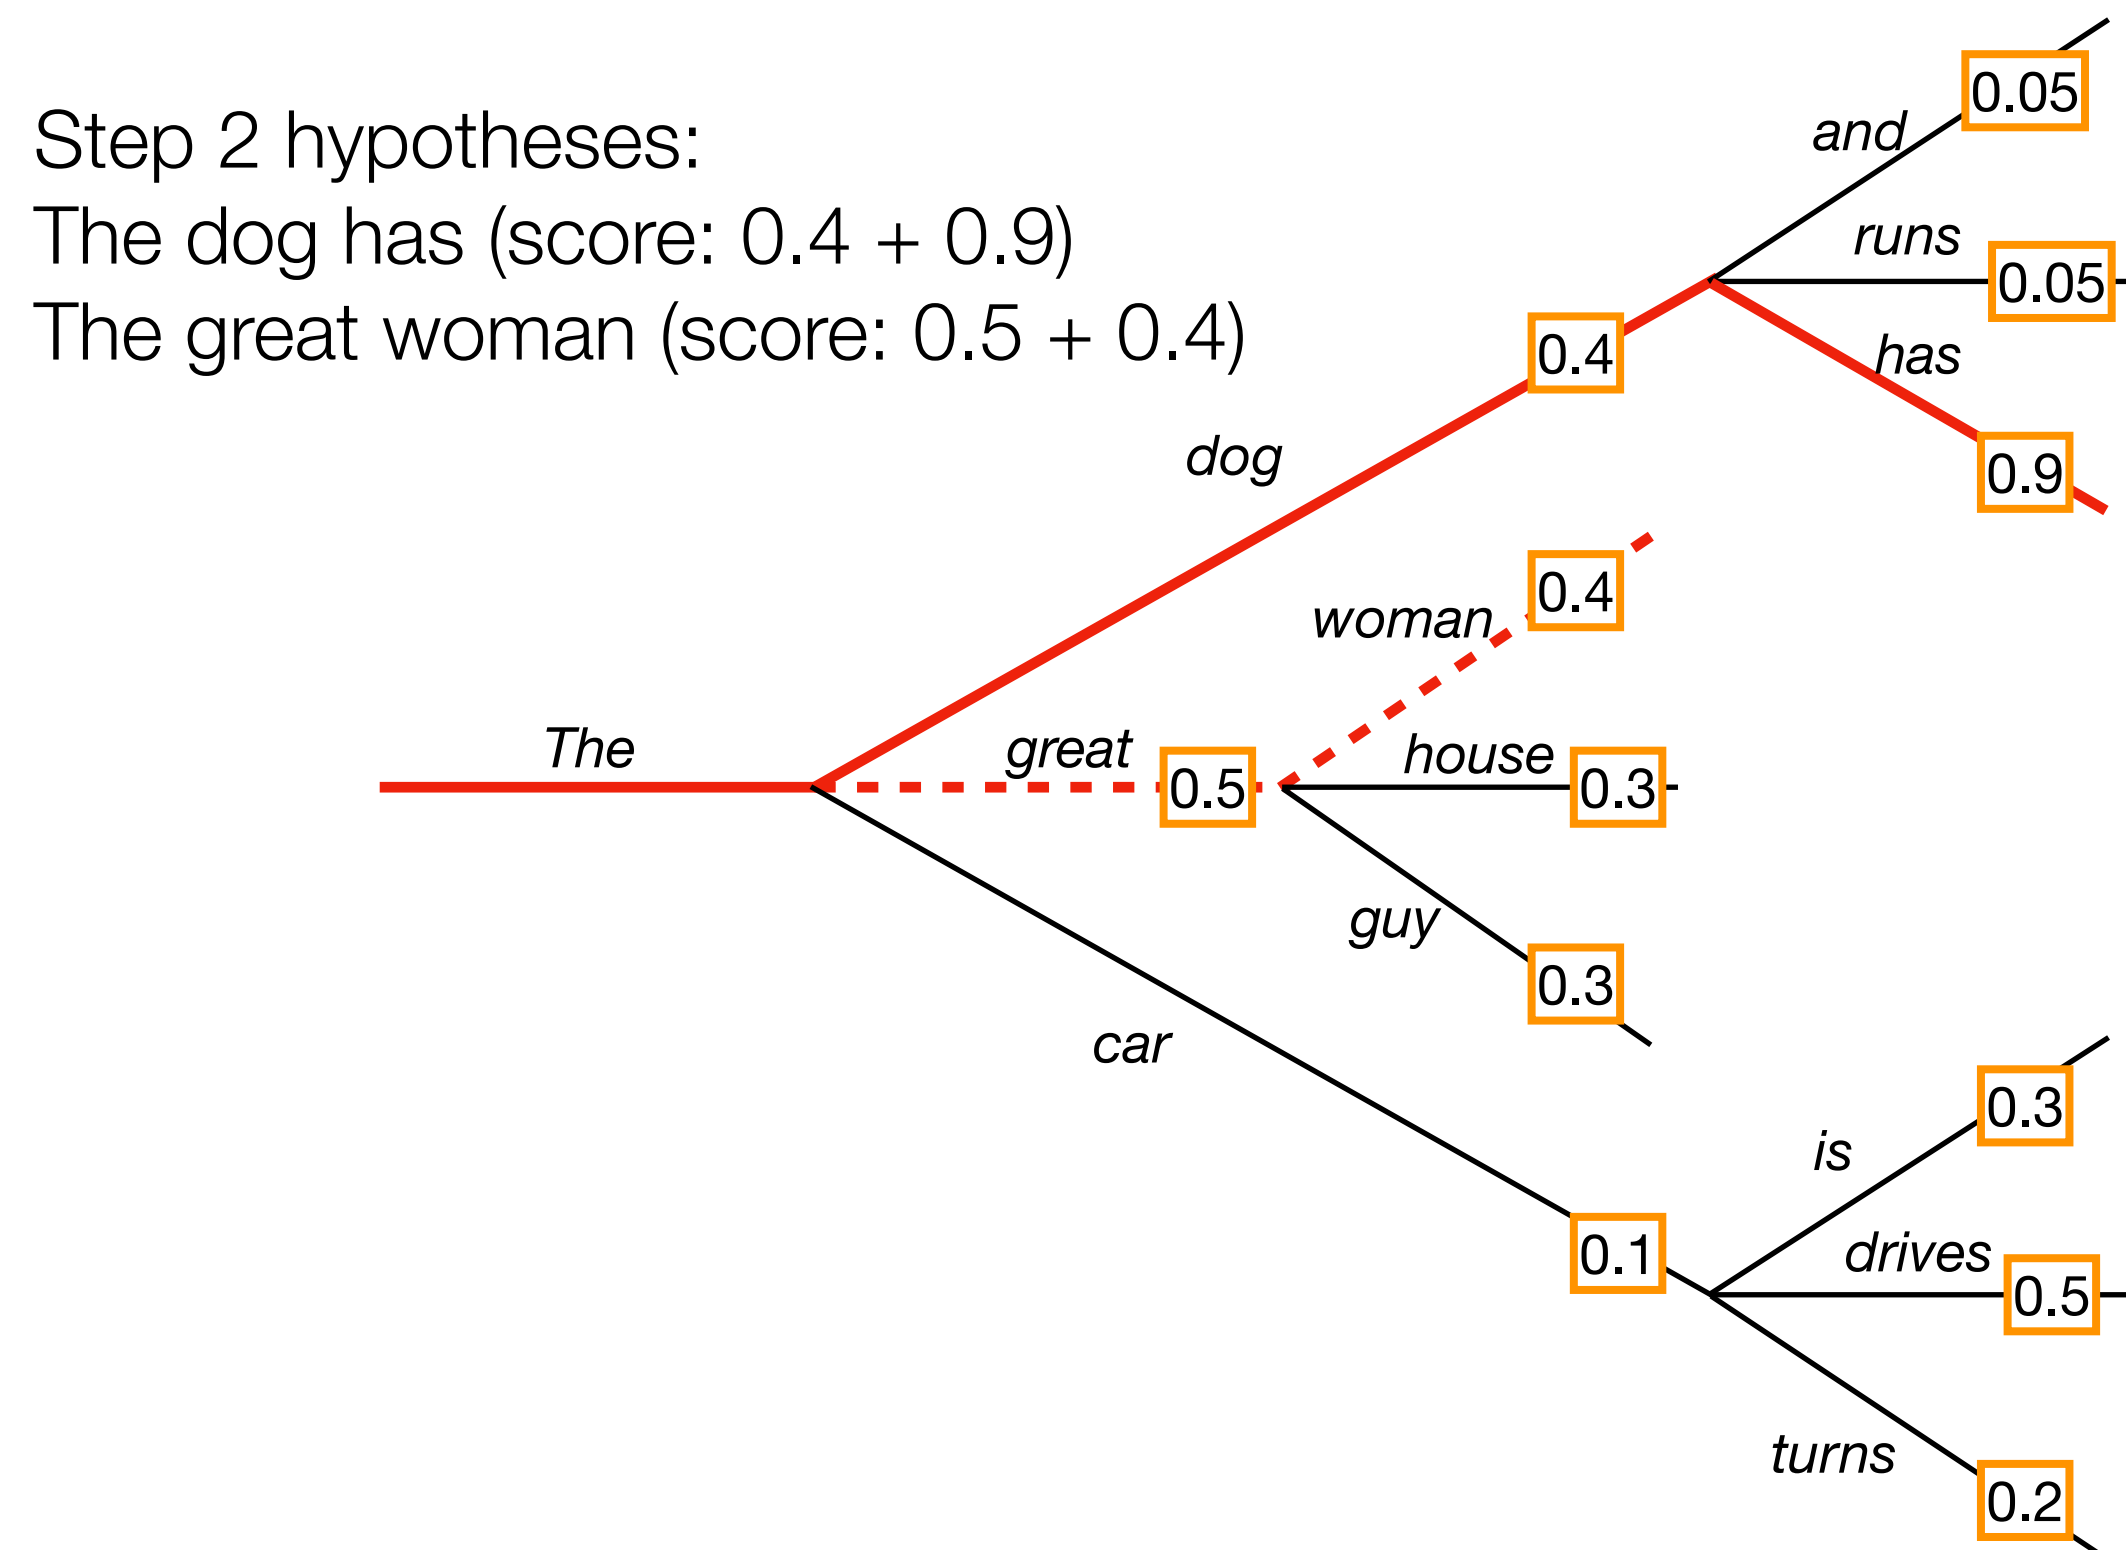 Step 2 hypotheses:
The dog has (score: 0.4 + 0.9)
The great woman (score: 0.5 + 0.4)
The
dog
0.4
and
0.05
runs
0.05
has
0.9
great
0.5
woman
0.4
house
0.3
guy
0.3
car
0.1
is
0.3
drives
0.5
turns
0.2